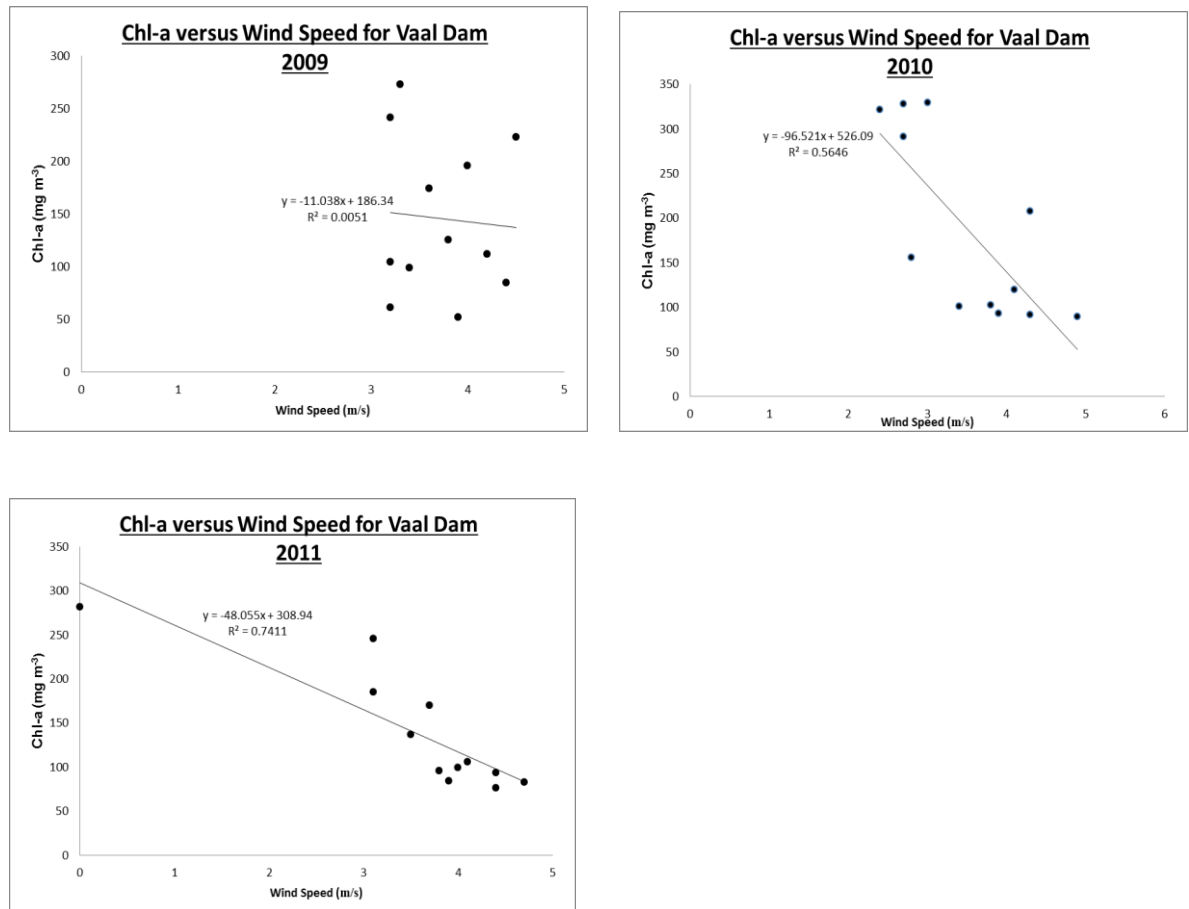 Chl-a versus Wind Speed for Vaal Dam
2009
300
250
200
150
100
50
0
Chl-a (mg m-3)
y = -11.038x + 186.34
R² = 0.0051
0 1 2 3 4 5
Wind Speed (m/s)
Chl-a versus Wind Speed for Vaal Dam
2010
350
300
250
200
150
100
50
0
Chl-a (mg m-3)
y = -96.521x + 526.09
R² = 0.5646
0 1 2 3 4 5 6
Wind Speed (m/s)
Chl-a versus Wind Speed for Vaal Dam
2011
350
300
250
200
150
100
50
0
Chl-a (mg m-3)
y = -48.055x + 308.94
R² = 0.7411
0 1 2 3 4 5
Wind Speed (m/s)